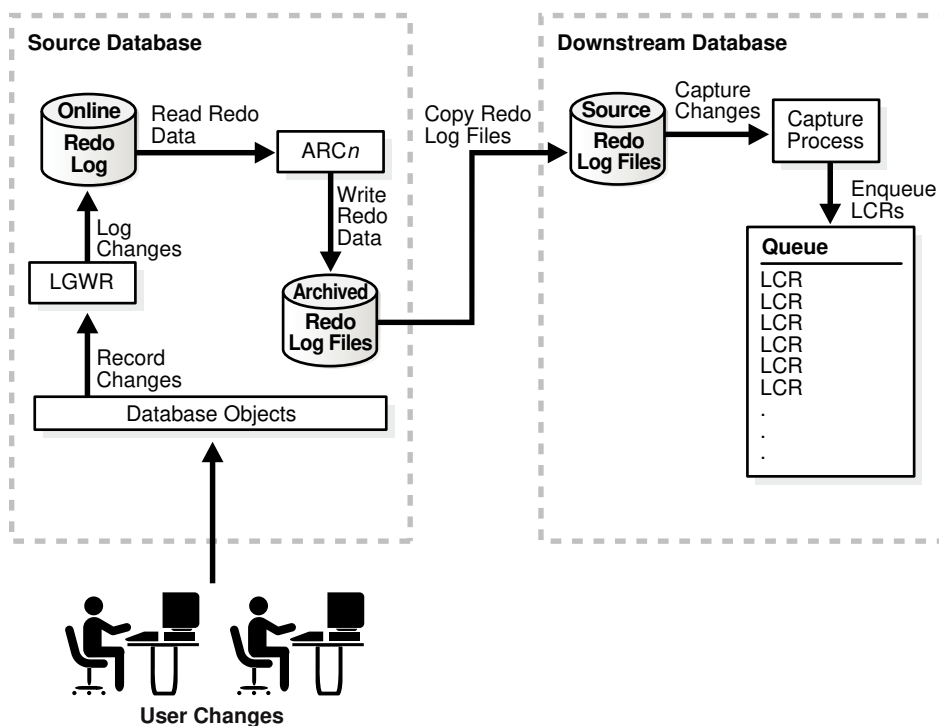 Source Database
Online
Redo
Log
Read Redo
Data
ARCn
Write
Redo
Data
Archived
Redo
Log Files
Log
Changes
LGWR
Record
Changes
Database Objects
User Changes
Copy Redo
Log Files
Downstream Database
Source
Redo
Log Files
Capture
Changes
Capture
Process
Enqueue
LCRs
Queue
LCR
LCR
LCR
LCR
LCR
LCR
.
.
.